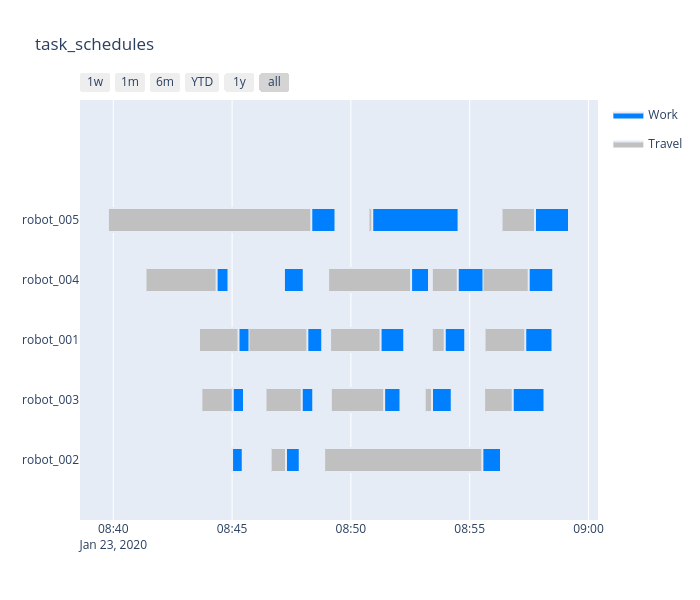 task_schedules
1w 1m 6m YTD 1y all
Work
Travel
robot_005
robot_004
robot_001
robot_003
robot_002
08:40 08:45 08:50 08:55 09:00
Jan 23, 2020